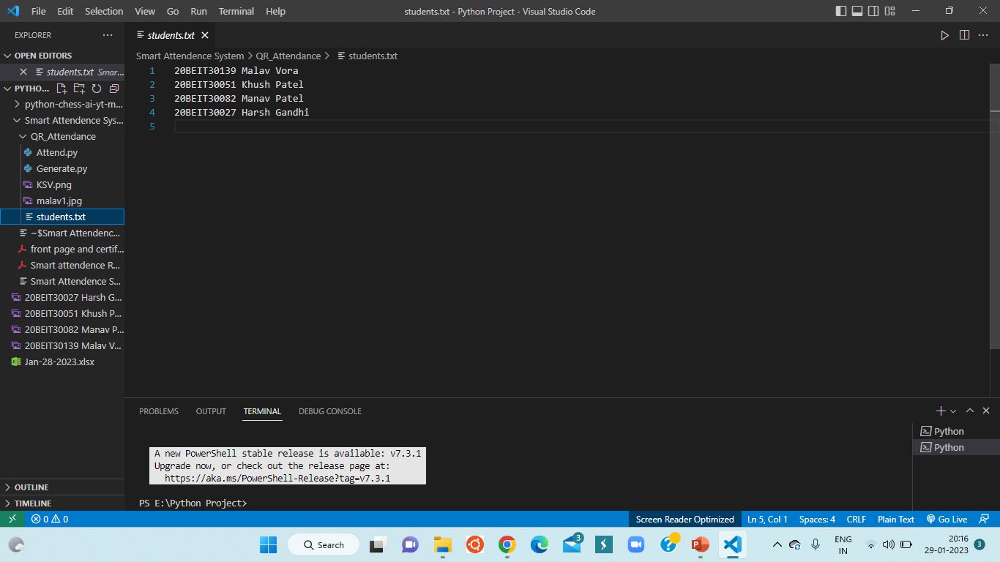 File Edit Selection View Go Run Terminal Help
students.txt - Python Project - Visual Studio Code
EXPLORER
OPEN EDITORS
students.txt Smar...
PYTHO...
python-chess-ai-yt-m...
Smart Attendence Sys...
QR_Attendance
Attend.py
Generate.py
KSV.png
malav1.jpg
students.txt
~$Smart Attendenc...
front page and certif...
Smart attendence R...
Smart Attendence S...
20BEIT30027 Harsh G...
20BEIT30051 Khush P...
20BEIT30082 Manav P...
20BEIT30139 Malav V...
Jan-28-2023.xlsx
OUTLINE
TIMELINE
students.txt
Smart Attendence System > QR_Attendance > students.txt
1 20BEIT30139 Malav Vora
2 20BEIT30051 Khush Patel
3 20BEIT30082 Manav Patel
4 20BEIT30027 Harsh Gandhi
5
PROBLEMS OUTPUT TERMINAL DEBUG CONSOLE
A new PowerShell stable release is available: v7.3.1
Upgrade now, or check out the release page at:
https://aka.ms/PowerShell-Release?tag=v7.3.1
PS E:\Python Project>
Python
Python
0 0 Screen Reader Optimized Ln 5, Col 1 Spaces: 4 CRLF Plain Text Go Live
Search
3
S
P
ENG
IN
20:16
29-01-2023
3